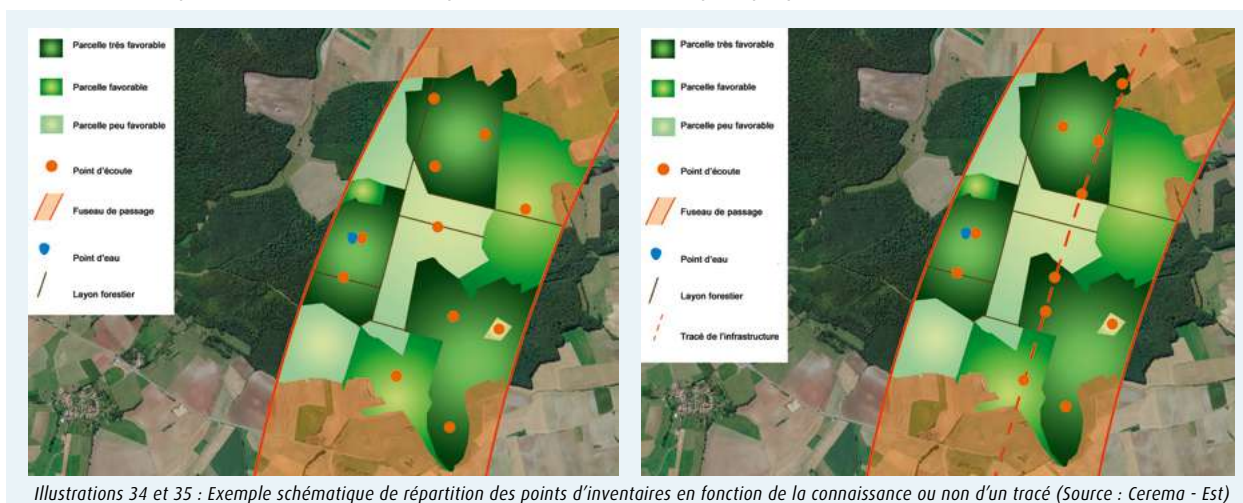 Parcelle très favorable
Parcelle favorable
Parcelle peu favorable
Point d'écoute
Fuseau de passage
Point d'eau
Layon forestier
Parcelle très favorable
Parcelle favorable
Parcelle peu favorable
Point d'écoute
Fuseau de passage
Point d'eau
Layon forestier
Tracé de l'infrastructure
Illustrations 34 et 35 : Exemple schématique de répartition des points d'inventaires en fonction de la connaissance ou non d'un tracé (Source : Cerema - Est)